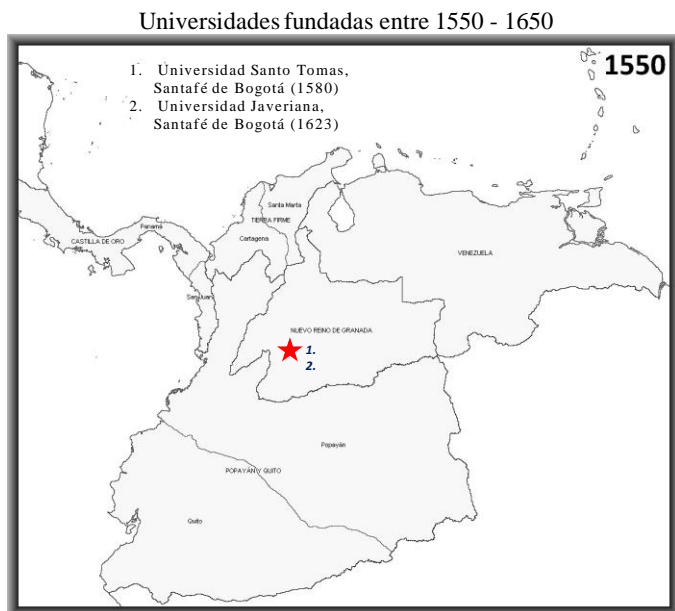 Universidades fundadas entre 1550 - 1650
1550
1. Universidad Santo Tomas,
Santafé de Bogotá (1580)
2. Universidad Javeriana,
Santafé de Bogotá (1623)
Santa Marta
TIERRA FIRME
Panamá
CASTILLA DE ORO
Cartagena
VENEZUELA
San Juan
NUEVO REINO DE GRANADA
1.
2.
Popayán
POPAYÁN Y QUITO
Quito